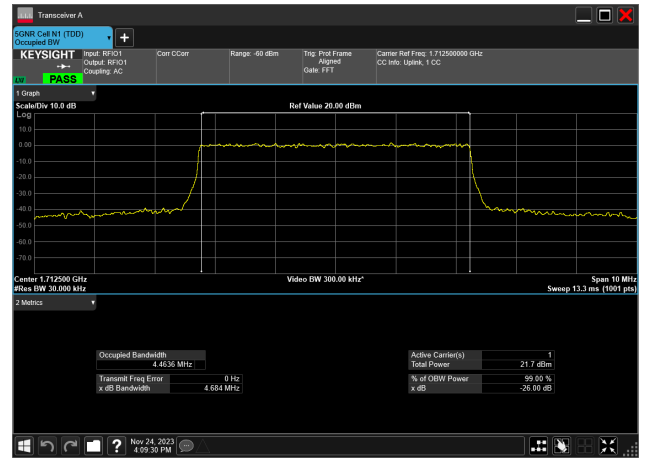 Transceiver A
5GNR Cell N1 (TDD)
Occupied BW
KEYSIGHT
LXI
PASS
Input: RFIO1
Output: RFIO1
Coupling: AC
Corr CCorr
Range: -60 dBm
Trig: Prot Frame
Aligned
Gate: FFT
Carrier Ref Freq: 1.712500000 GHz
CC Info: Uplink, 1 CC
1 Graph
Scale/Div 10.0 dB
Ref Value 20.00 dBm
Log
10.0
0.00
-10.0
-20.0
-30.0
-40.0
-50.0
-60.0
-70.0
Center 1.712500 GHz
Video BW 300.00 kHz*
Span 10 MHz
#Res BW 30.000 kHz
Sweep 13.3 ms (1001 pts)
2 Metrics
Occupied Bandwidth
4.4636 MHz
Active Carrier(s) 1
Total Power 21.7 dBm
Transmit Freq Error 0 Hz
x dB Bandwidth 4.684 MHz
% of OBW Power 99.00 %
x dB -26.00 dB
Nov 24, 2023
4:09:30 PM